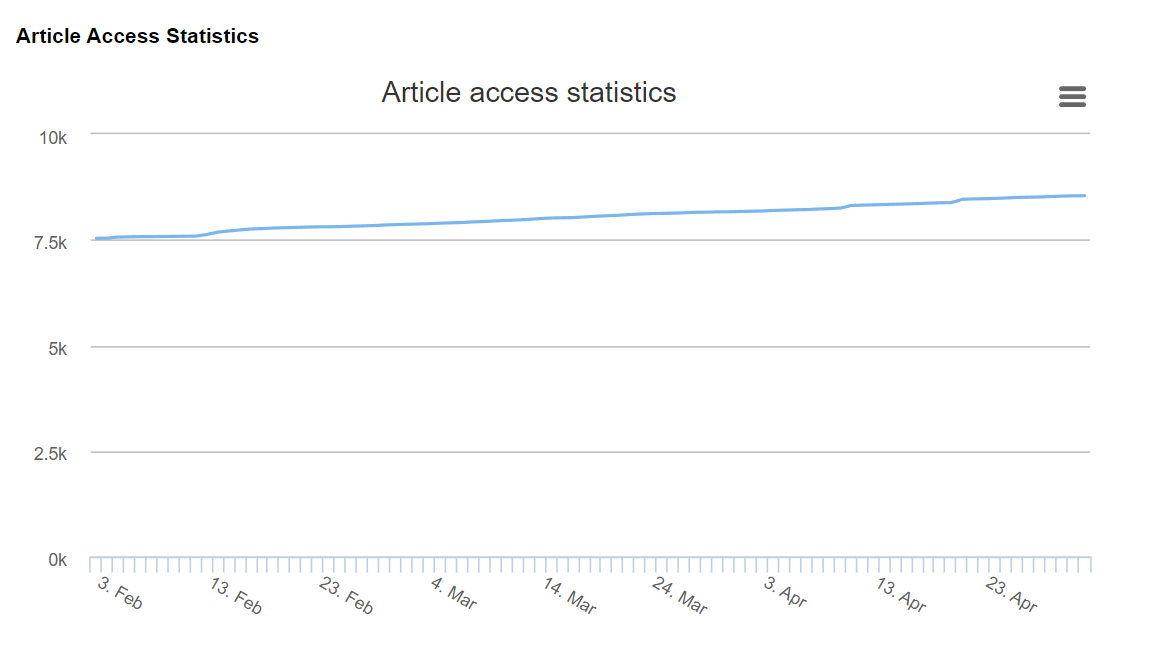 Article Access Statistics
Article access statistics
10k
7.5k
5k
2.5k
0k
3. Feb
13. Feb
23. Feb
4. Mar
14. Mar
24. Mar
3. Apr
13. Apr
23. Apr